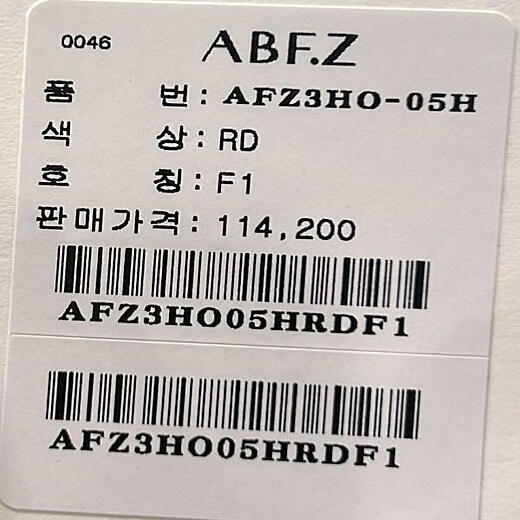 0046 ABF.Z
품 번 : AFZ3HO-05H
색 상 : RD
호 칭 : F1
판매가격 : 114,200
AFZ3HO05HRDF1
AFZ3HO05HRDF1